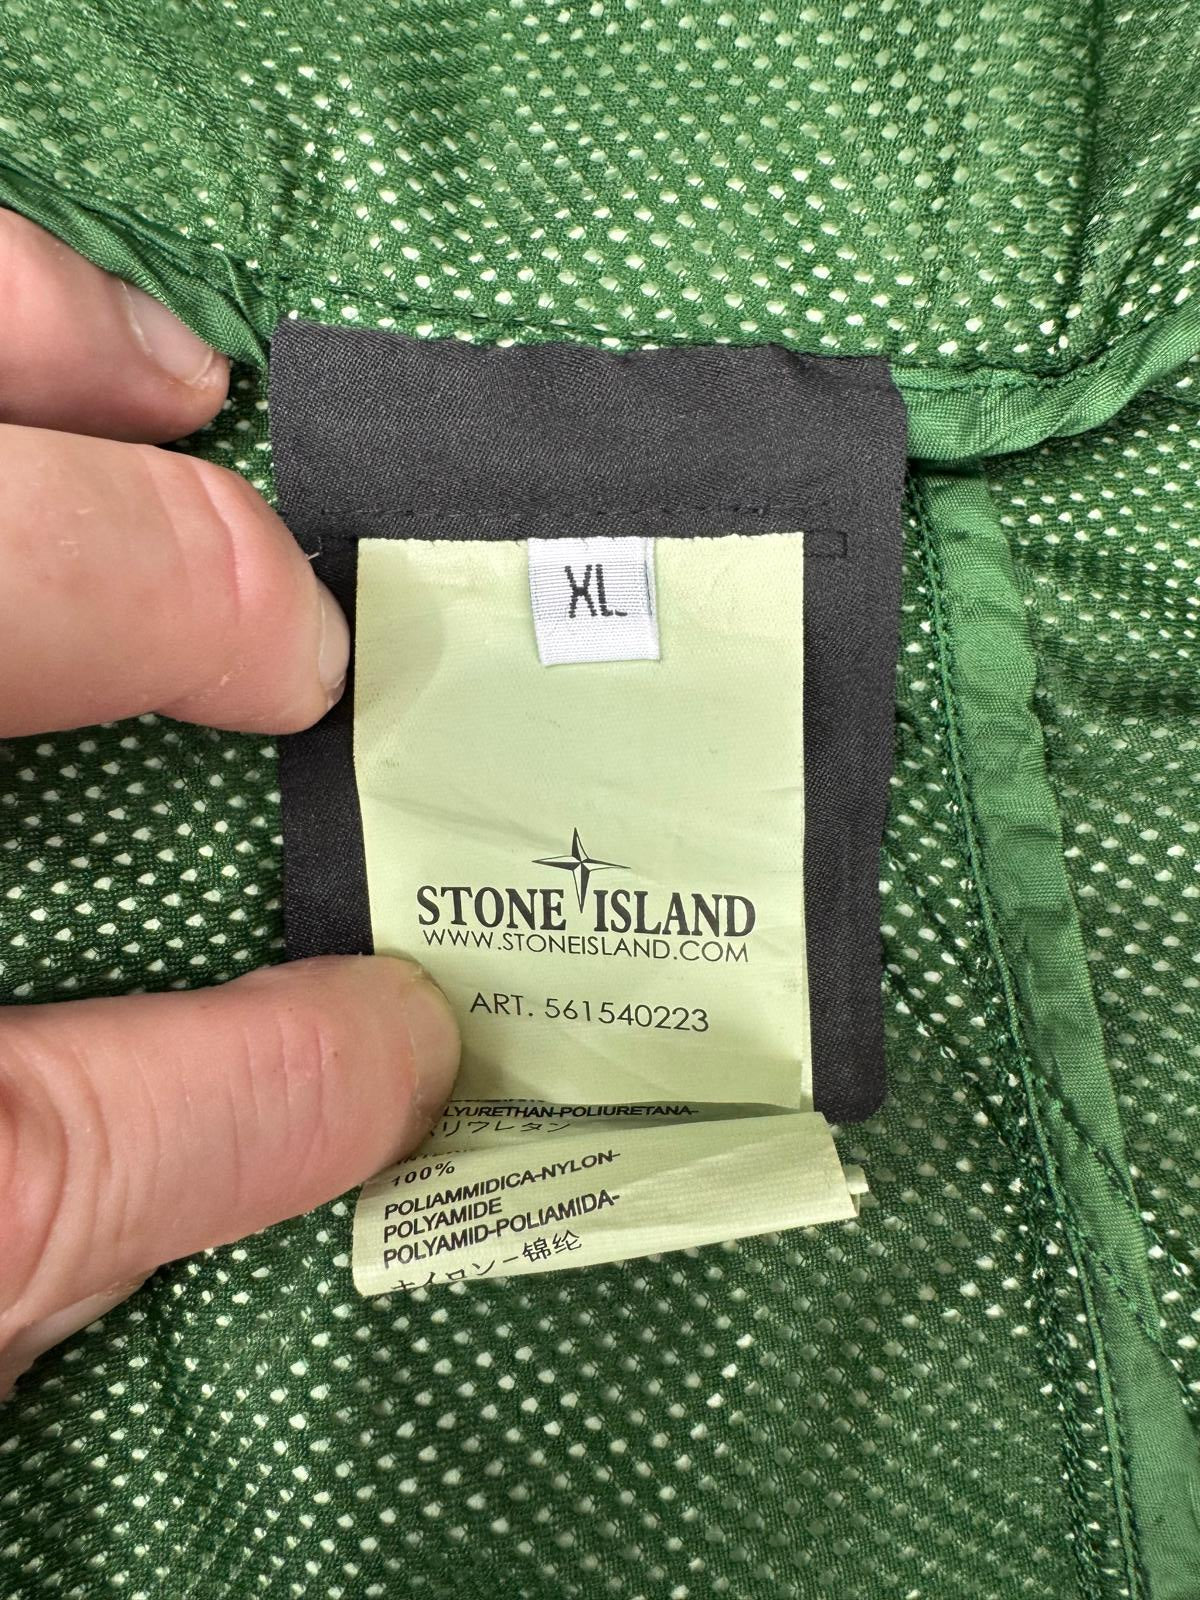 XL
STONE ISLAND
WWW.STONEISLAND.COM
ART. 561540223
LYURETHAN-POLIURETANA-
リウレタン
100%
POLIAMMIDICA-NYLON-
POLYAMIDE
POLYAMID-POLIAMIDA-
ナイロン-锦纶